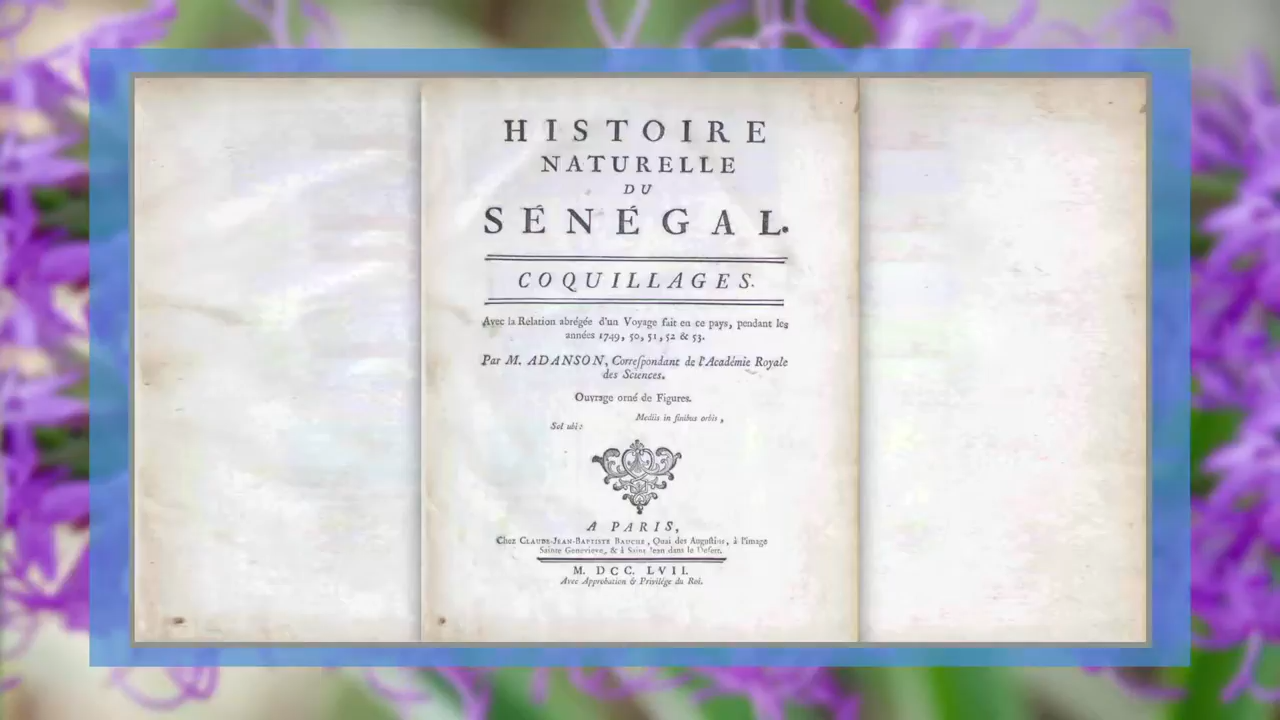 HISTOIRE
NATURELLE
DU
SÉNÉGAL.
COQUILLAGES.
Avec la Relation abrégée d'un Voyage fait en ce pays, pendant les
années 1749, 50, 51, 52 & 53.
Par M. ADANSON, Correſpondant de l'Académie Royale
des Sciences.
Ouvrage orné de Figures.
Mediis in finibus orbis,
Sol ubi:
A PARIS,
Chez CLAUDE-JEAN-BAPTISTE BAUCHE, Quai des Auguſtins, à l'image
Sainte Genevieve, & à Saint Jean dans le Deſert.
M. DCC. LVII.
Avec Approbation & Privilége du Roi.